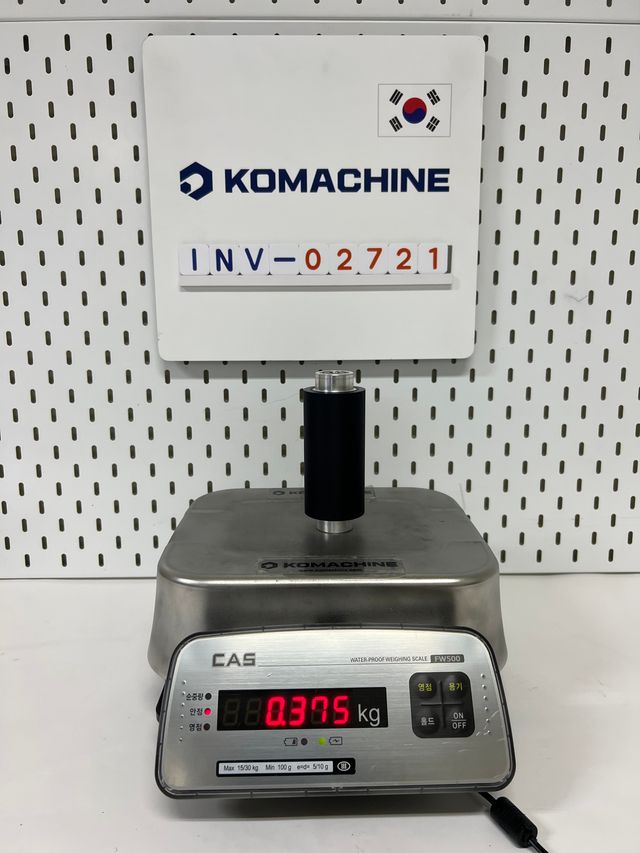 KOMACHINE
INV-02721
KOMACHINE
CAS
WATER-PROOF WEIGHING SCALE FW500
순중량
안정
영점
0.375 kg
영점 용기
홀드 ON
OFF
Max 15/30 kg Min 100 g e=d= 5/10 g